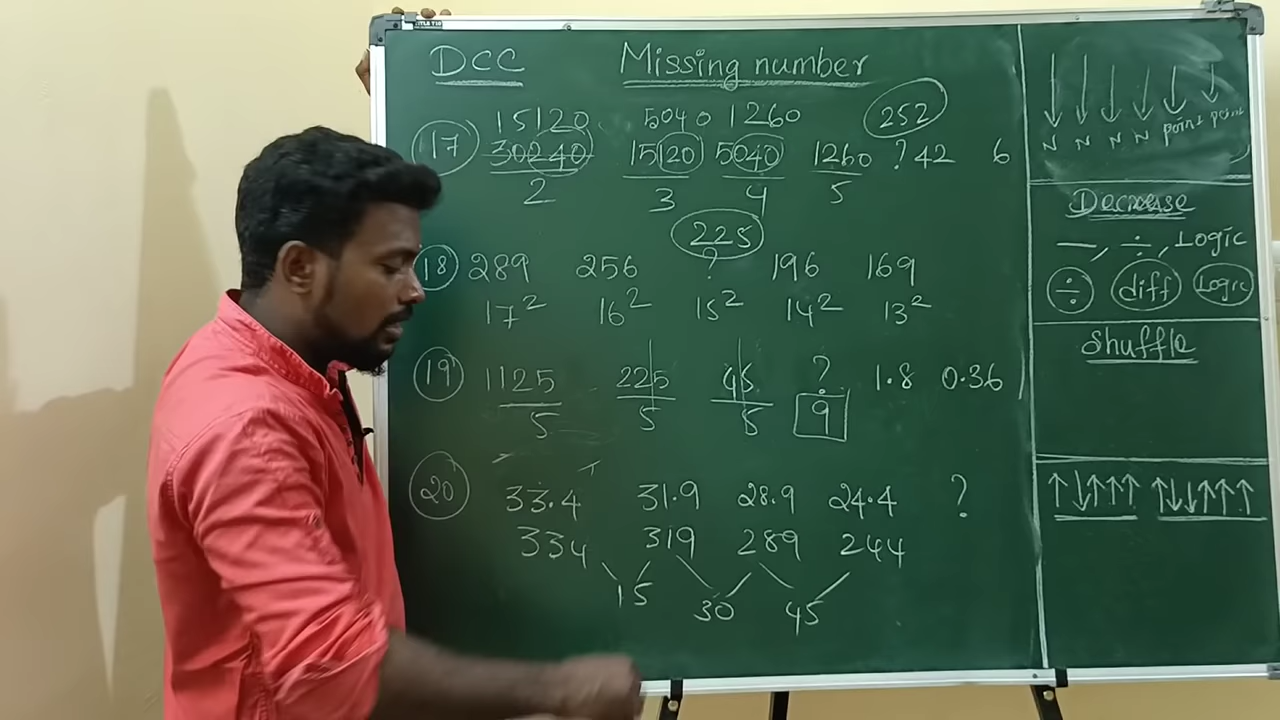 DCC Missing number
15120 5040 1260 252
17 30240 15120 5040 1260 ? 42 6
2 3 4 5
225
18 289 256 ? 196 169
17² 16² 15² 14² 13²
19 1125 225 45 ? 1.8 0.36
5 5 5 9
20 33.4 31.9 28.9 24.4 ?
334 319 289 244
15 30 45
↓ ↓ ↓ ↓ ↓ ↓
N N N N point point
Decrease
— , ÷, Logic
÷ diff Logic
Shuffle
↑↓↑↑↑ ↑↓↓↑↑↑